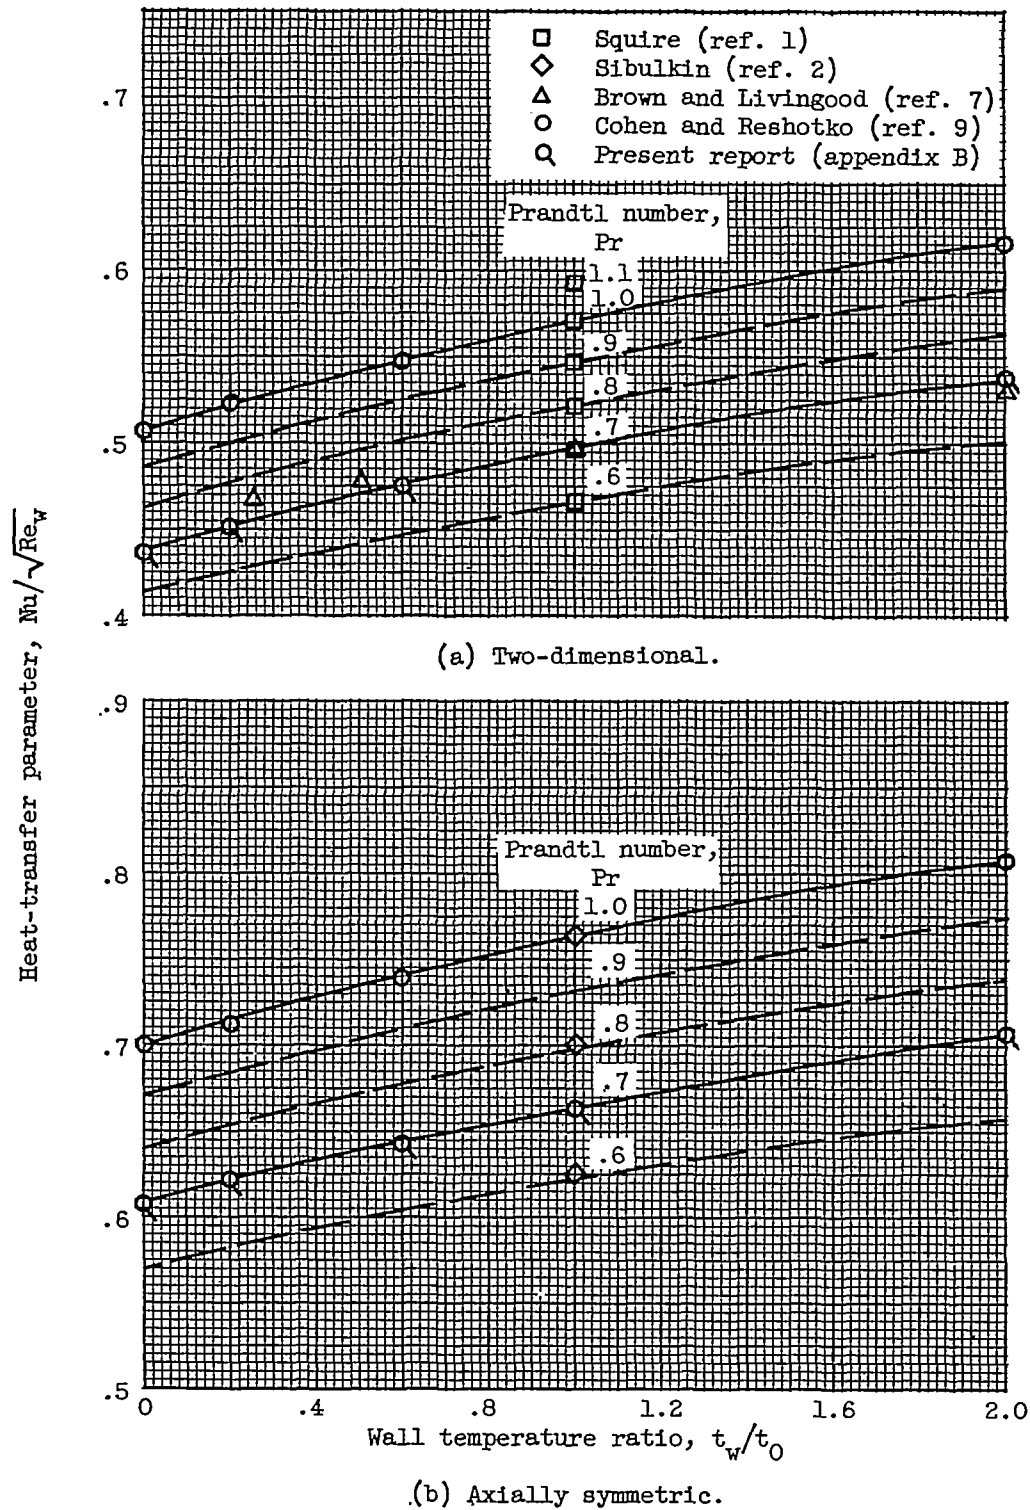 Squire (ref. 1)
Sibulkin (ref. 2)
Brown and Livingood (ref. 7)
Cohen and Reshotko (ref. 9)
Present report (appendix B)
.7
.6
.5
.4
Prandtl number,
Pr
1.1
1.0
.9
.8
.7
.6
(a) Two-dimensional.
Heat-transfer parameter, Nu/√Re_w
.9
.8
.7
.6
.5
Prandtl number,
Pr
1.0
.9
.8
.7
.6
0 .4 .8 1.2 1.6 2.0
Wall temperature ratio, t_w/t_0
(b) Axially symmetric.